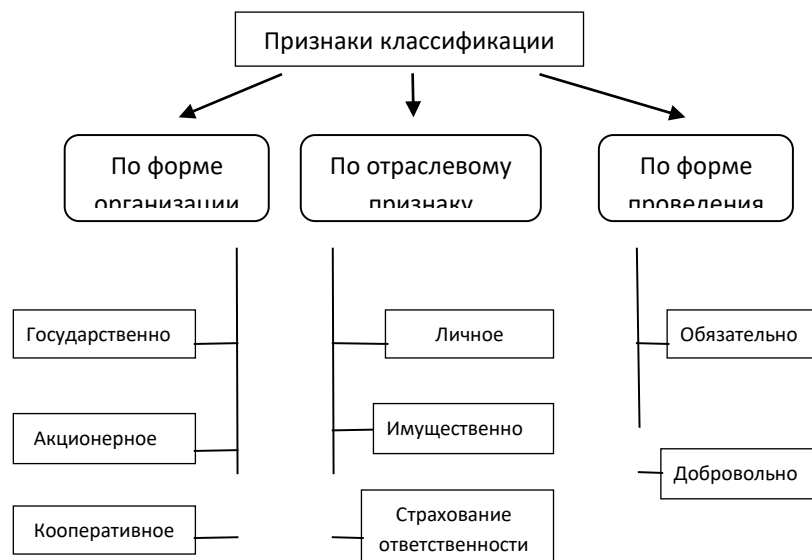 Признаки классификации
По форме
организации
По отраслевому
признаку
По форме
проведения
Государственно
Личное
Обязательно
Акционерное
Имущественно
Добровольно
Кооперативное
Страхование
ответственности